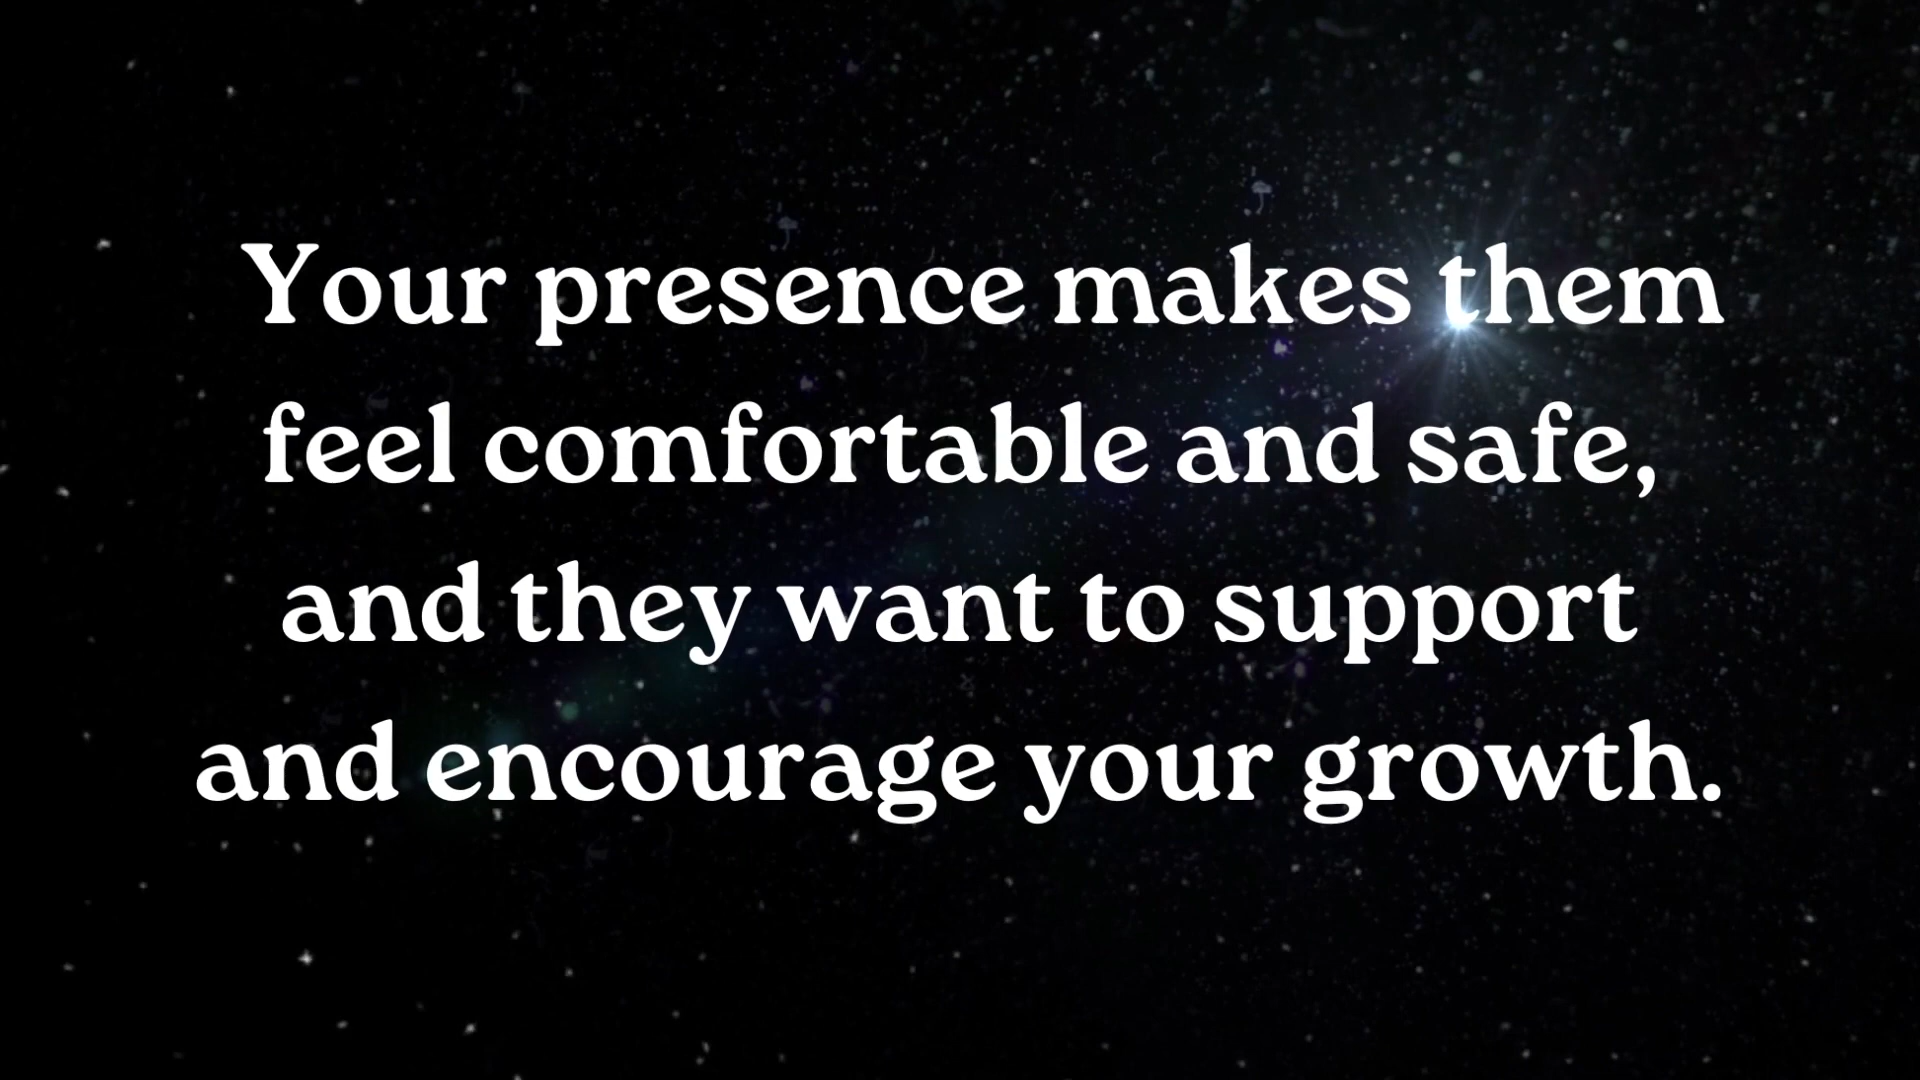 Your presence makes them
feel comfortable and safe,
and they want to support
and encourage your growth.